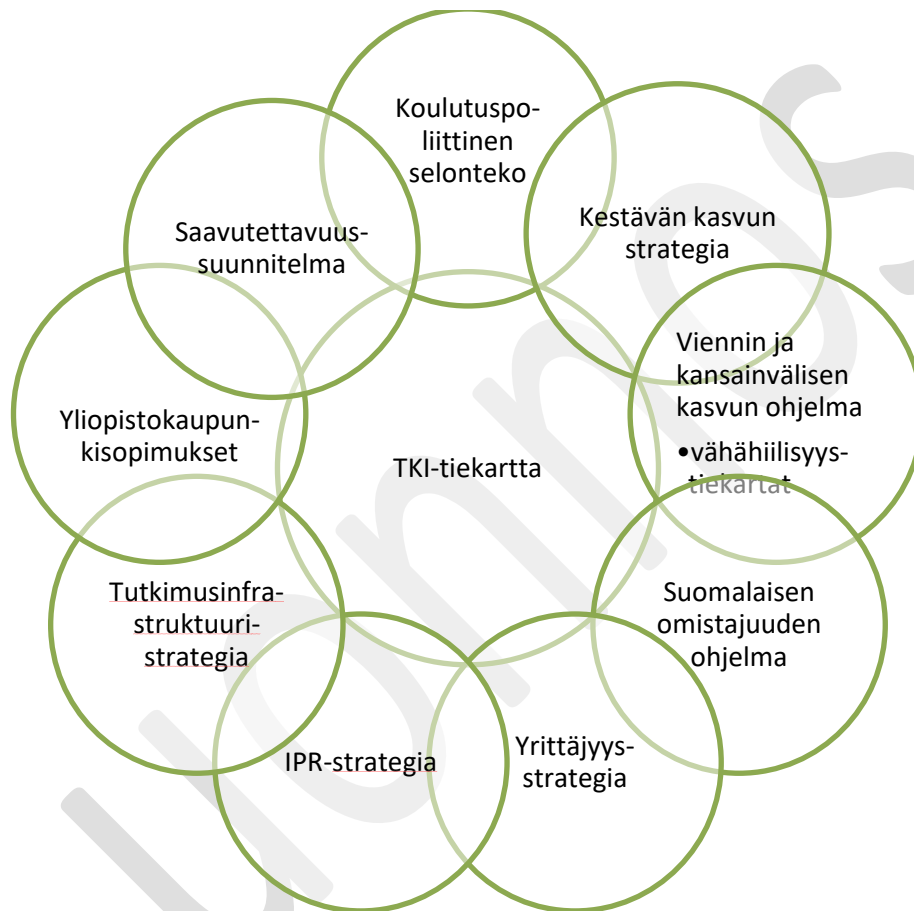 Koulutuspo-
liittinen
selonteko
Kestävän kasvun
strategia
Viennin ja
kansainvälisen
kasvun ohjelma
•vähähiilisyys-
tiekartat
Suomalaisen
omistajuuden
ohjelma
Yrittäjyys-
strategia
IPR-strategia
Tutkimusinfra-
struktuuri-
strategia
Yliopistokaupun-
kisopimukset
Saavutettavuus-
suunnitelma
TKI-tiekartta
uonnos